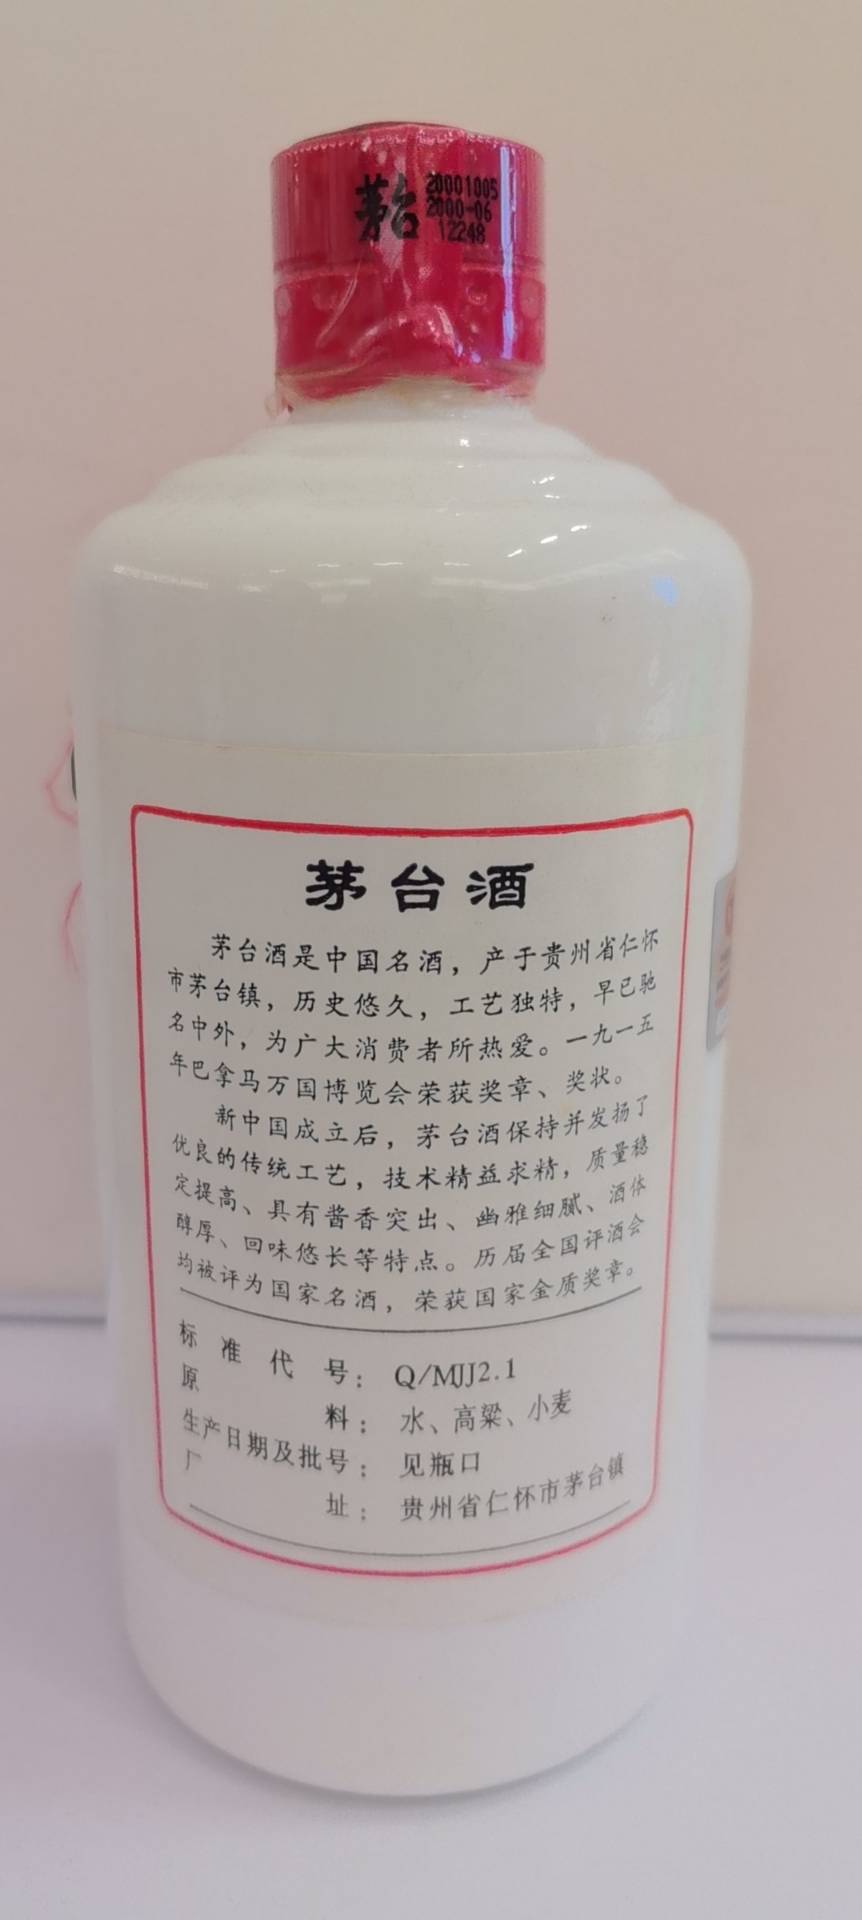 茅台
20001005
2000-06
12248
茅台酒
茅台酒是中国名酒，产于贵州省仁怀
市茅台镇，历史悠久，工艺独特，早已驰
名中外，为广大消费者所热爱。一九一五
年巴拿马万国博览会荣获奖章、奖状。
新中国成立后，茅台酒保持并发扬了
优良的传统工艺，技术精益求精，质量稳
定提高、具有酱香突出、幽雅细腻、酒体
醇厚、回味悠长等特点。历届全国评酒会
均被评为国家名酒，荣获国家金质奖章。
标准代号：Q/MJJ2.1
原料：水、高粱、小麦
生产日期及批号：见瓶口
厂址：贵州省仁怀市茅台镇